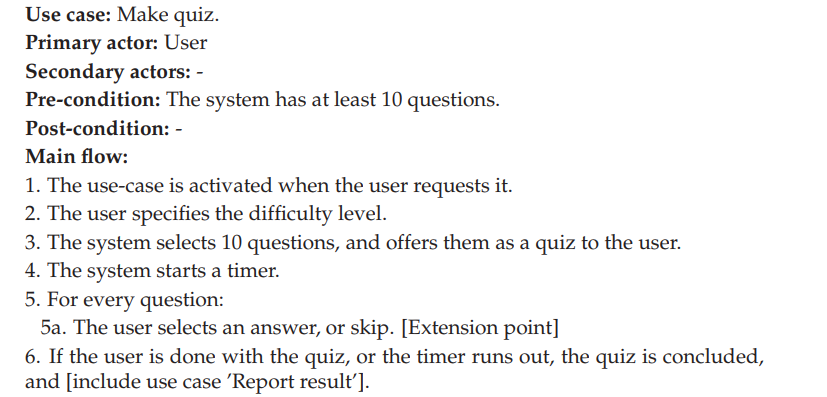 Use case: Make quiz.
Primary actor: User
Secondary actors: -
Pre-condition: The system has at least 10 questions.
Post-condition: -
Main flow:
1. The use-case is activated when the user requests it.
2. The user specifies the difficulty level.
3. The system selects 10 questions, and offers them as a quiz to the user.
4. The system starts a timer.
5. For every question:
5a. The user selects an answer, or skip. [Extension point]
6. If the user is done with the quiz, or the timer runs out, the quiz is concluded,
and [include use case ’Report result’].